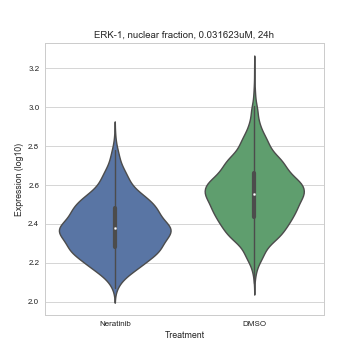 ERK-1, nuclear fraction, 0.031623uM, 24h
3.2
3.0
2.8
2.6
2.4
2.2
2.0
Expression (log10)
Neratinib DMSO
Treatment